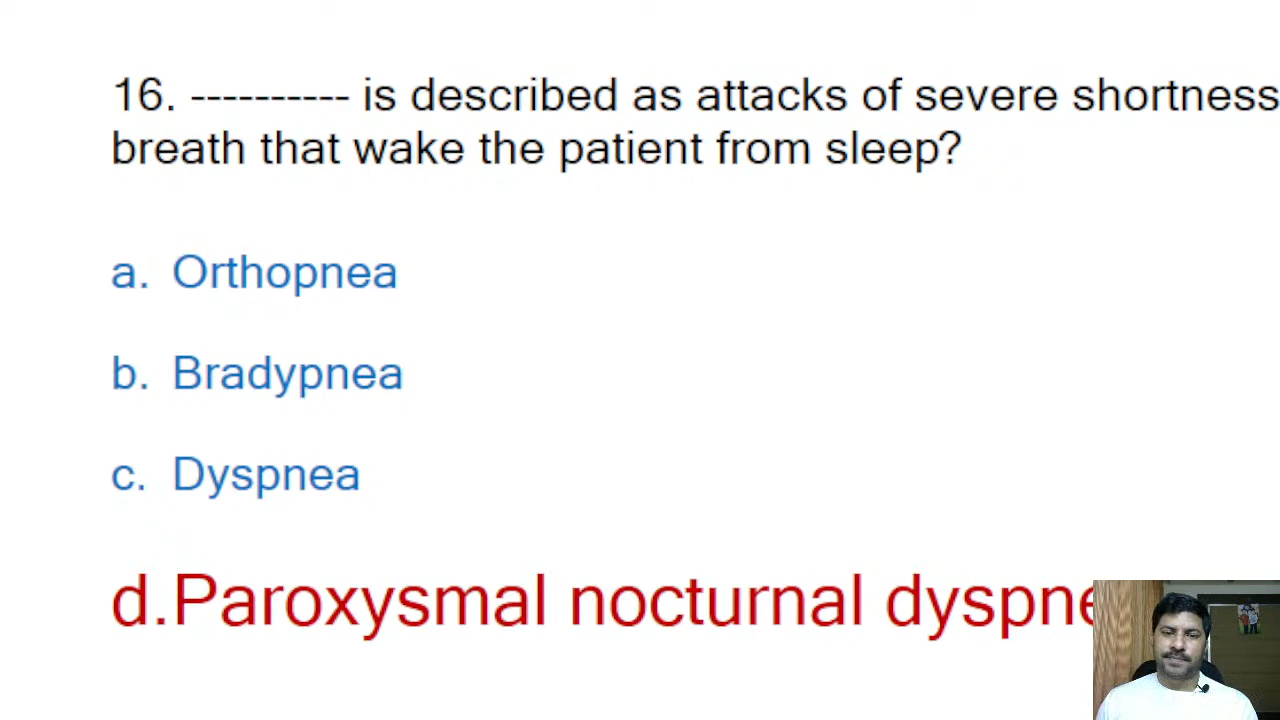 16. ---------- is described as attacks of severe shortness
breath that wake the patient from sleep?
a. Orthopnea
b. Bradypnea
c. Dyspnea
d.Paroxysmal nocturnal dyspne